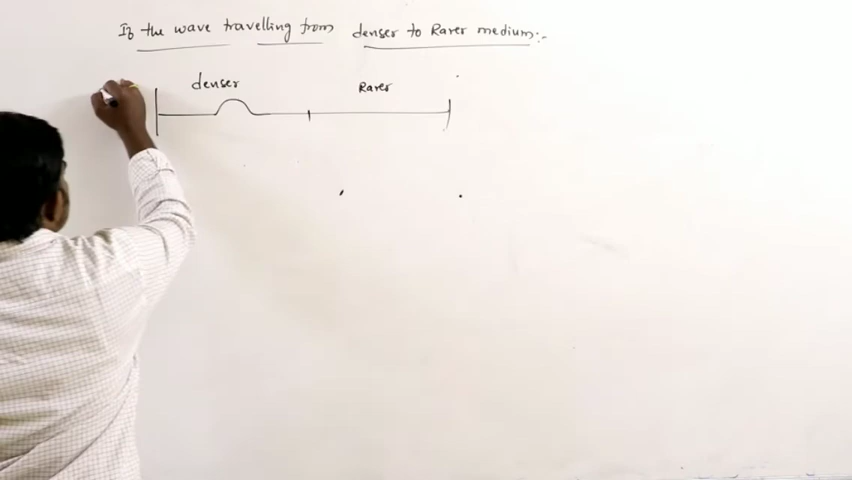 If the wave travelling from denser to Rarer medium:-
denser Rarer